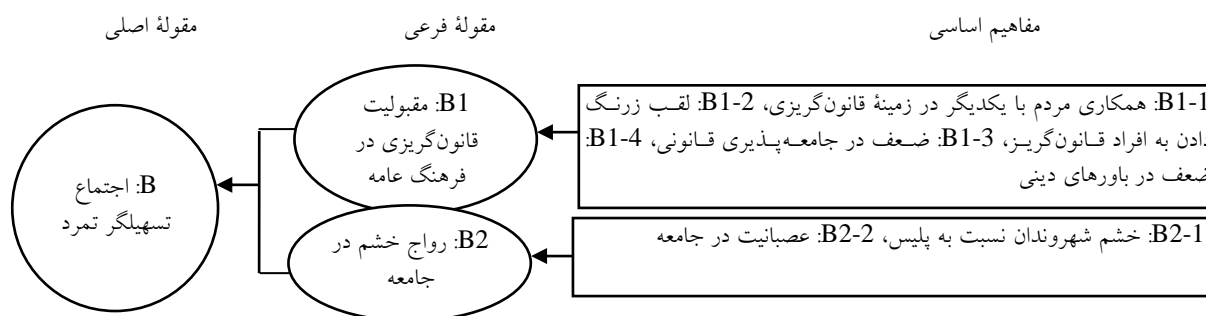 مفاهیم اساسی
مقولهٔ فرعی
مقولهٔ اصلی
B1-1: همکاری مردم با یکدیگر در زمینهٔ قانون‌گریزی، B1-2: لقب زرنگ
دادن به افراد قانون‌گریز، B1-3: ضعف در جامعه‌پذیری قانونی، B1-4:
ضعف در باورهای دینی
B1: مقبولیت
قانون‌گریزی در
فرهنگ عامه
B: اجتماع
تسهیلگر تمرد
B2-1: خشم شهروندان نسبت به پلیس، B2-2: عصبانیت در جامعه
B2: رواج خشم در
جامعه